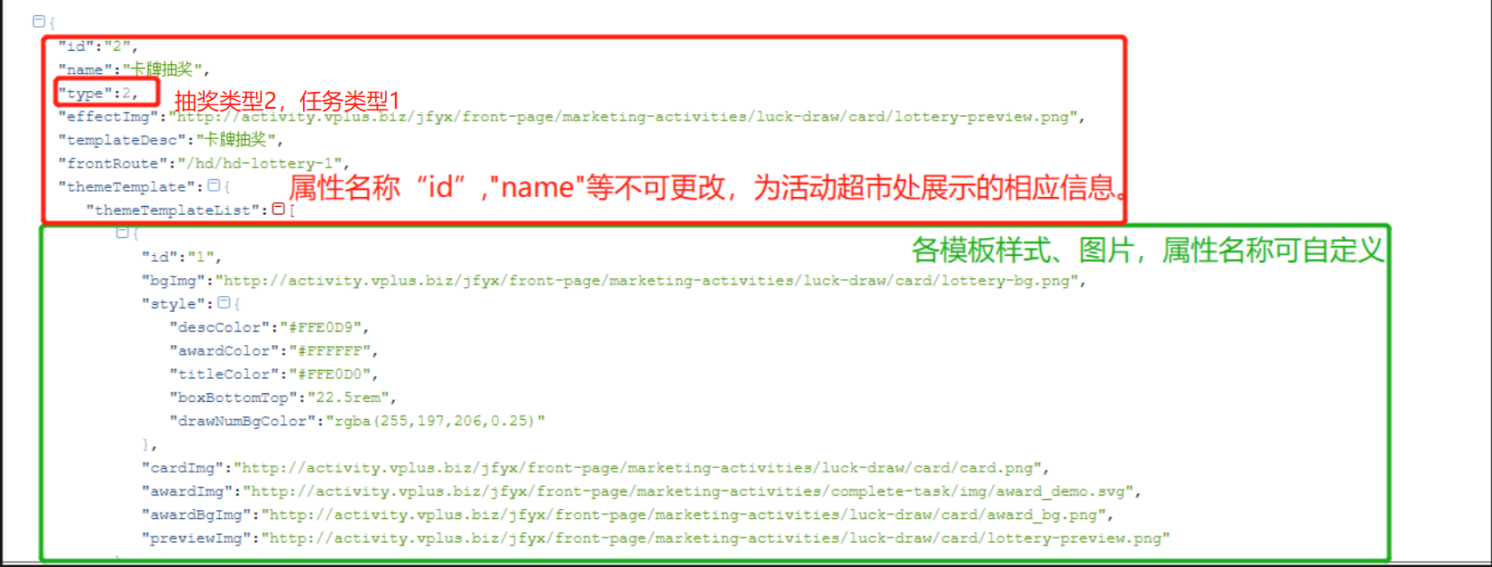 {
"id":"2",
"name":"卡牌抽奖",
"type":2,
抽奖类型2，任务类型1
"effectImg":"http://activity.vplus.biz/jfyx/front-page/marketing-activities/luck-draw/card/lottery-preview.png",
"templateDesc":"卡牌抽奖",
"frontRoute":"/hd/hd-lottery-1",
"themeTemplate":{
属性名称“id”,"name"等不可更改，为活动超市处展示的相应信息。
"themeTemplateList":[
{
各模板样式、图片，属性名称可自定义
"id":"1",
"bgImg":"http://activity.vplus.biz/jfyx/front-page/marketing-activities/luck-draw/card/lottery-bg.png",
"style":{
"descColor":"#FFE0D9",
"awardColor":"#FFFFFF",
"titleColor":"#FFE0D0",
"boxBottomTop":"22.5rem",
"drawNumBgColor":"rgba(255,197,206,0.25)"
},
"cardImg":"http://activity.vplus.biz/jfyx/front-page/marketing-activities/luck-draw/card/card.png",
"awardImg":"http://activity.vplus.biz/jfyx/front-page/marketing-activities/complete-task/img/award_demo.svg",
"awardBgImg":"http://activity.vplus.biz/jfyx/front-page/marketing-activities/luck-draw/card/award_bg.png",
"previewImg":"http://activity.vplus.biz/jfyx/front-page/marketing-activities/luck-draw/card/lottery-preview.png"